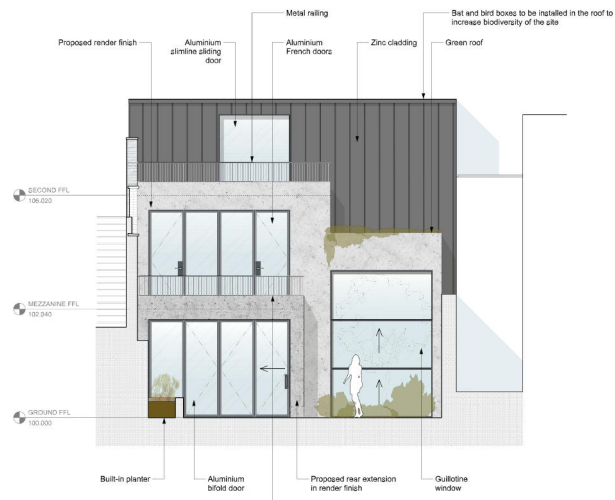 Metal railing
Bat and bird boxes to be installed in the roof to
increase biodiversity of the site
Proposed render finish
Aluminium
slimline sliding
door
Aluminium
French doors
Zinc cladding
Green roof
SECOND FFL
106.020
MEZZANINE FFL
102.940
GROUND FFL
100.000
Built-in planter
Aluminium
bifold door
Proposed rear extension
in render finish
Guillotine
window